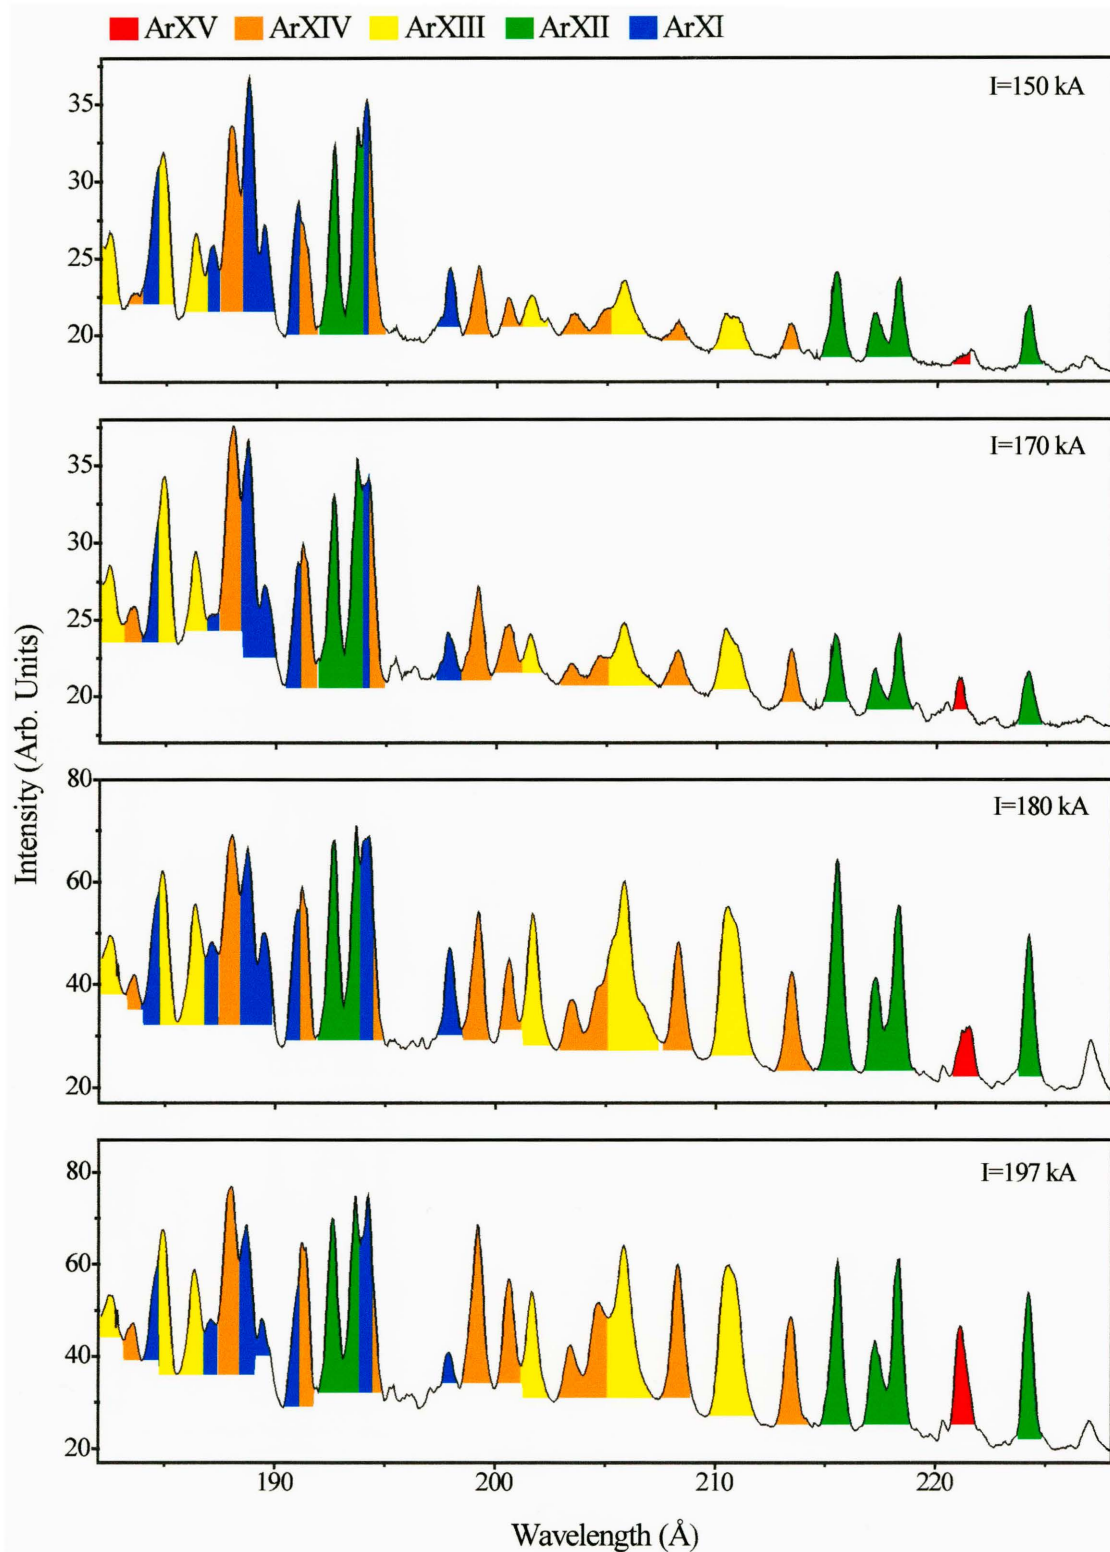 ArXV ArXIV ArXIII ArXII ArXI
I=150 kA
35
30
25
20
I=170 kA
35
30
25
20
I=180 kA
80
60
40
20
I=197 kA
80
60
40
20
190 200 210 220
Intensity (Arb. Units)
Wavelength (Å)